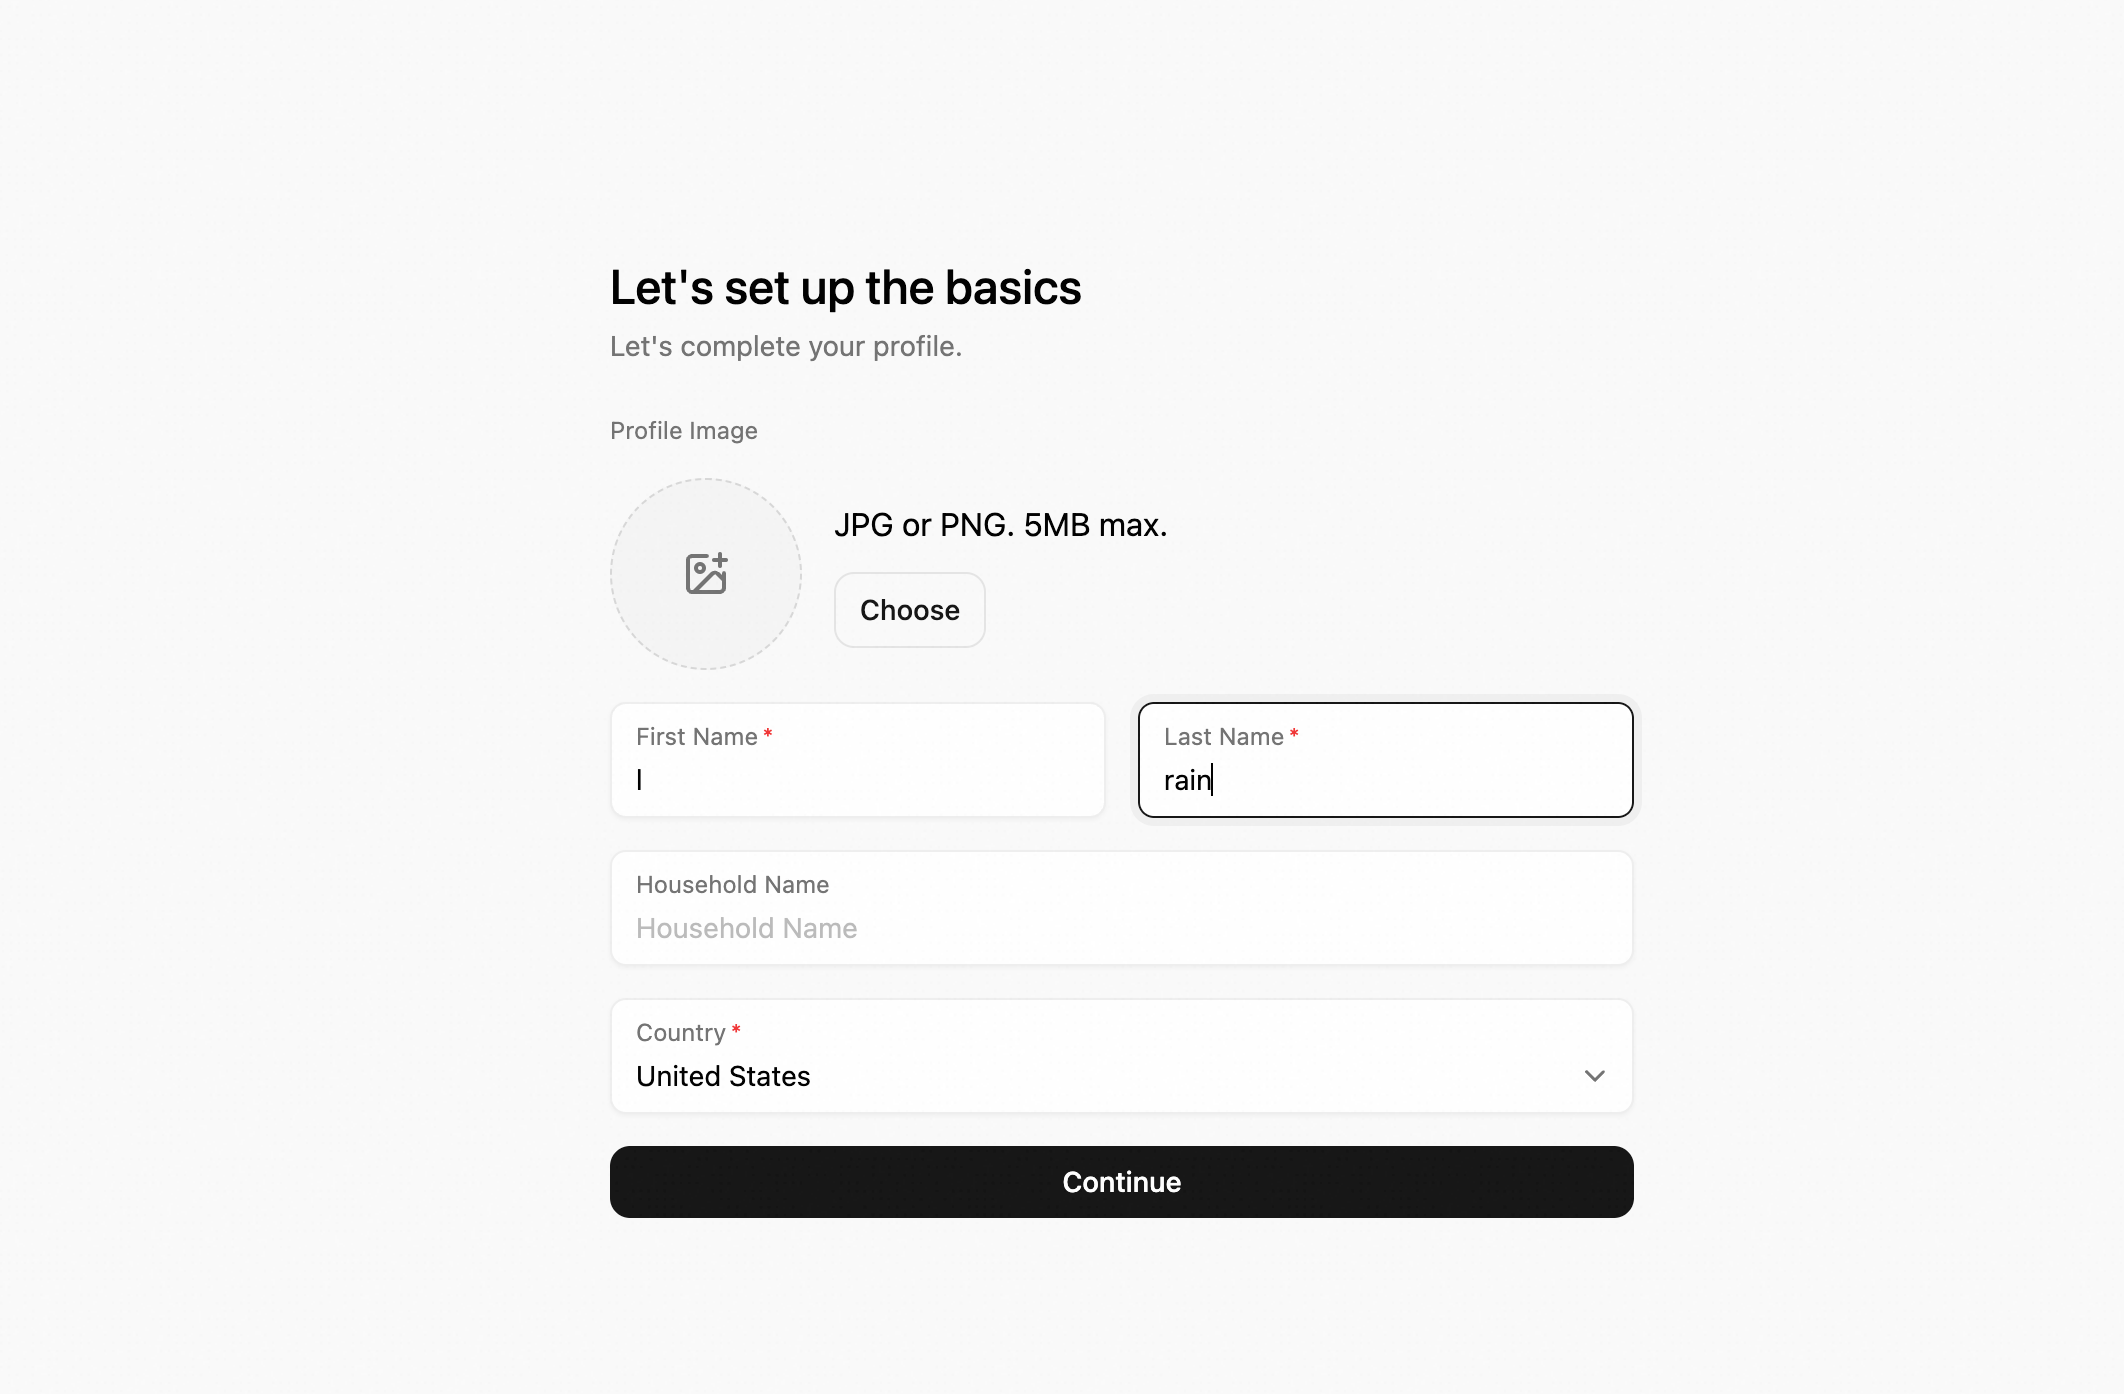 Let's set up the basics
Let's complete your profile.
Profile Image
JPG or PNG. 5MB max.
Choose
First Name *
l
Last Name *
rain
Household Name
Household Name
Country *
United States
Continue